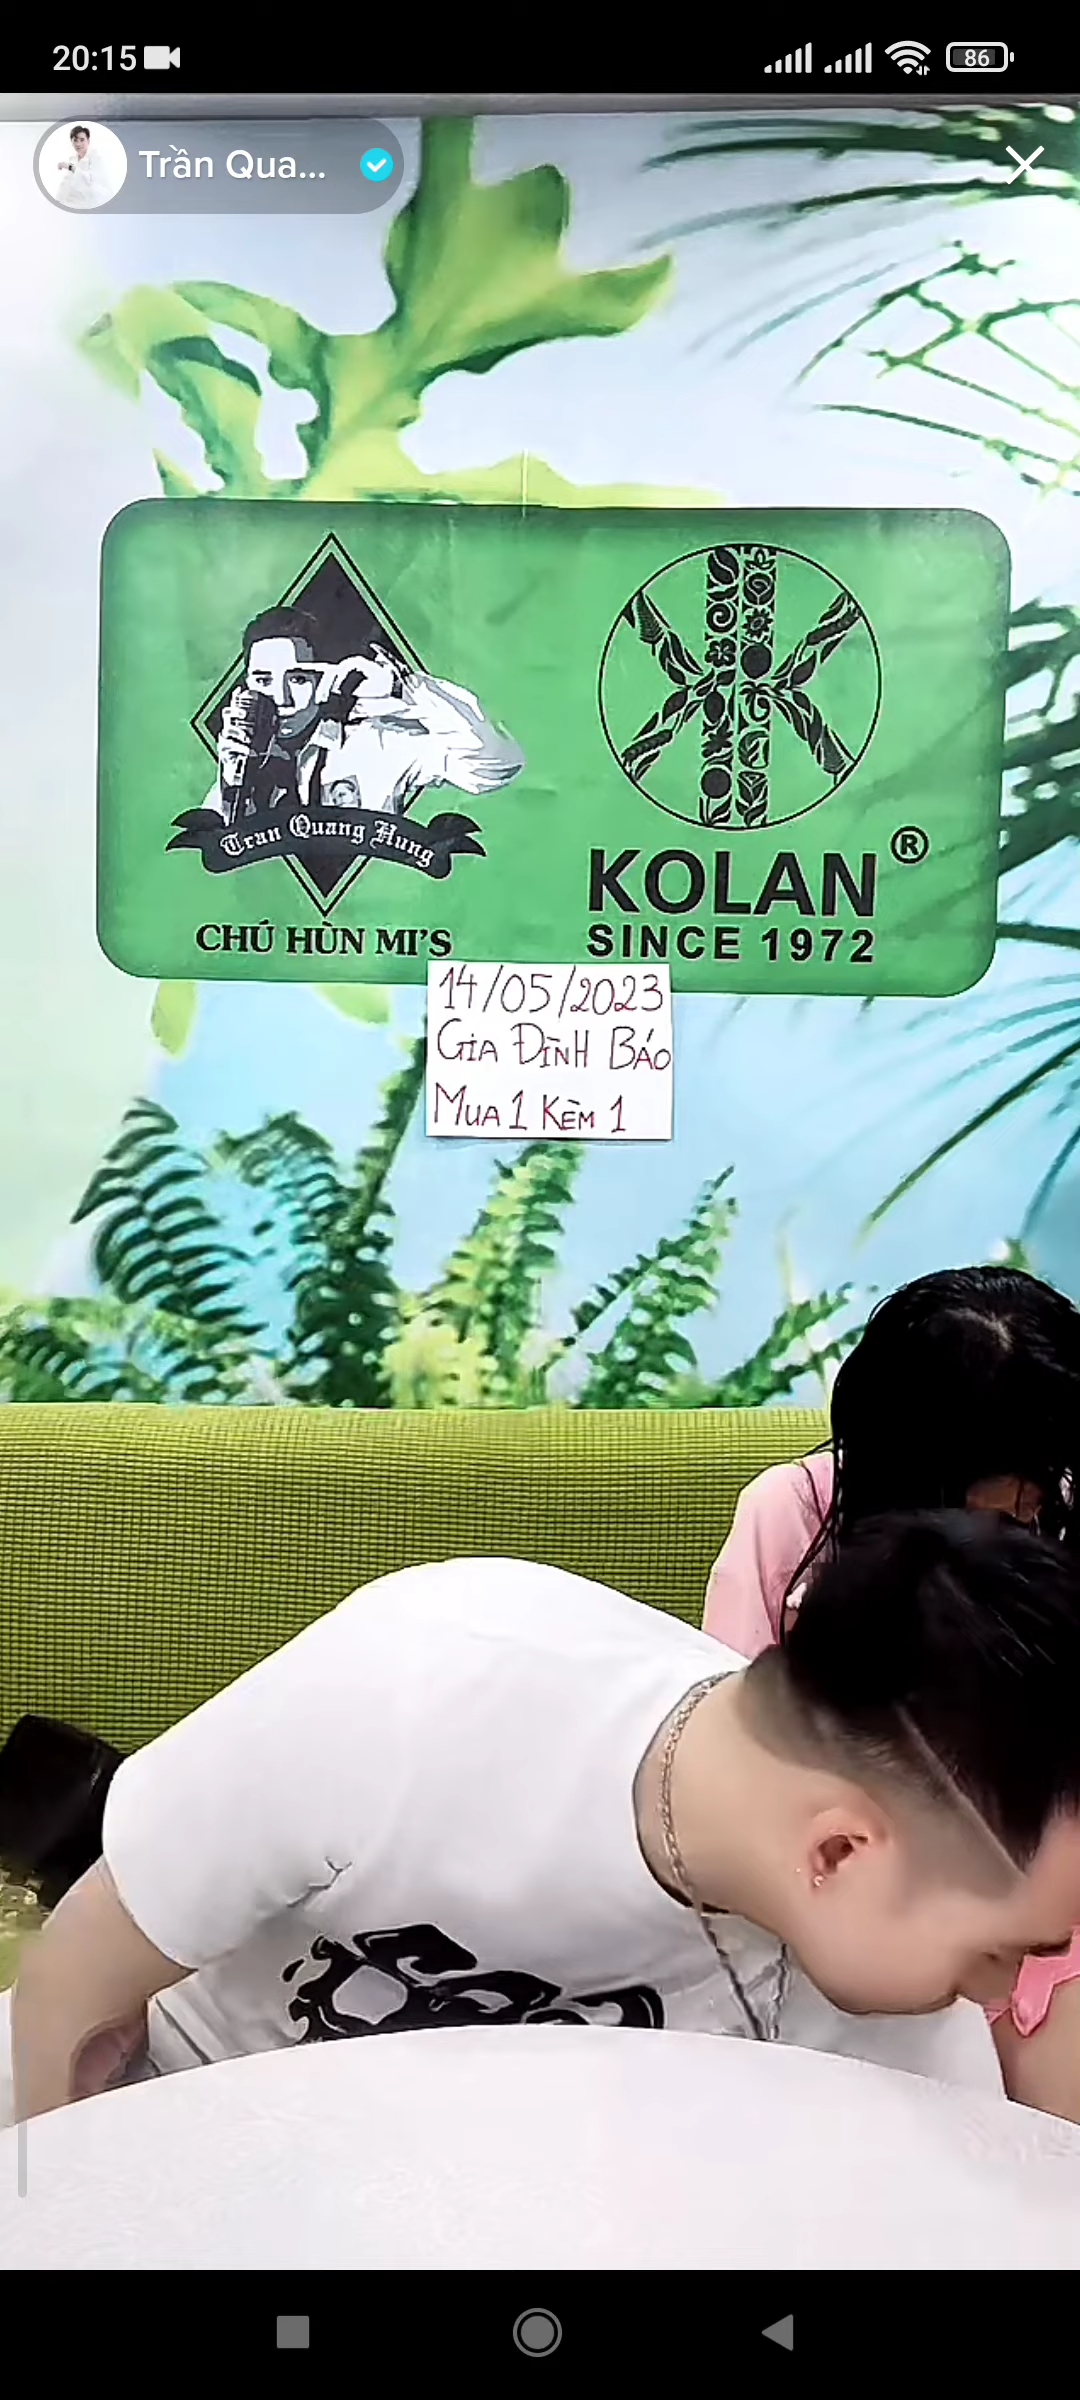 20:15
86
Trần Qua...
Tran Quang Hung
CHÚ HÙN MI'S
KOLAN®
SINCE 1972
14/05/2023
GIA ĐÌNH BÁO
MUA 1 KÈM 1